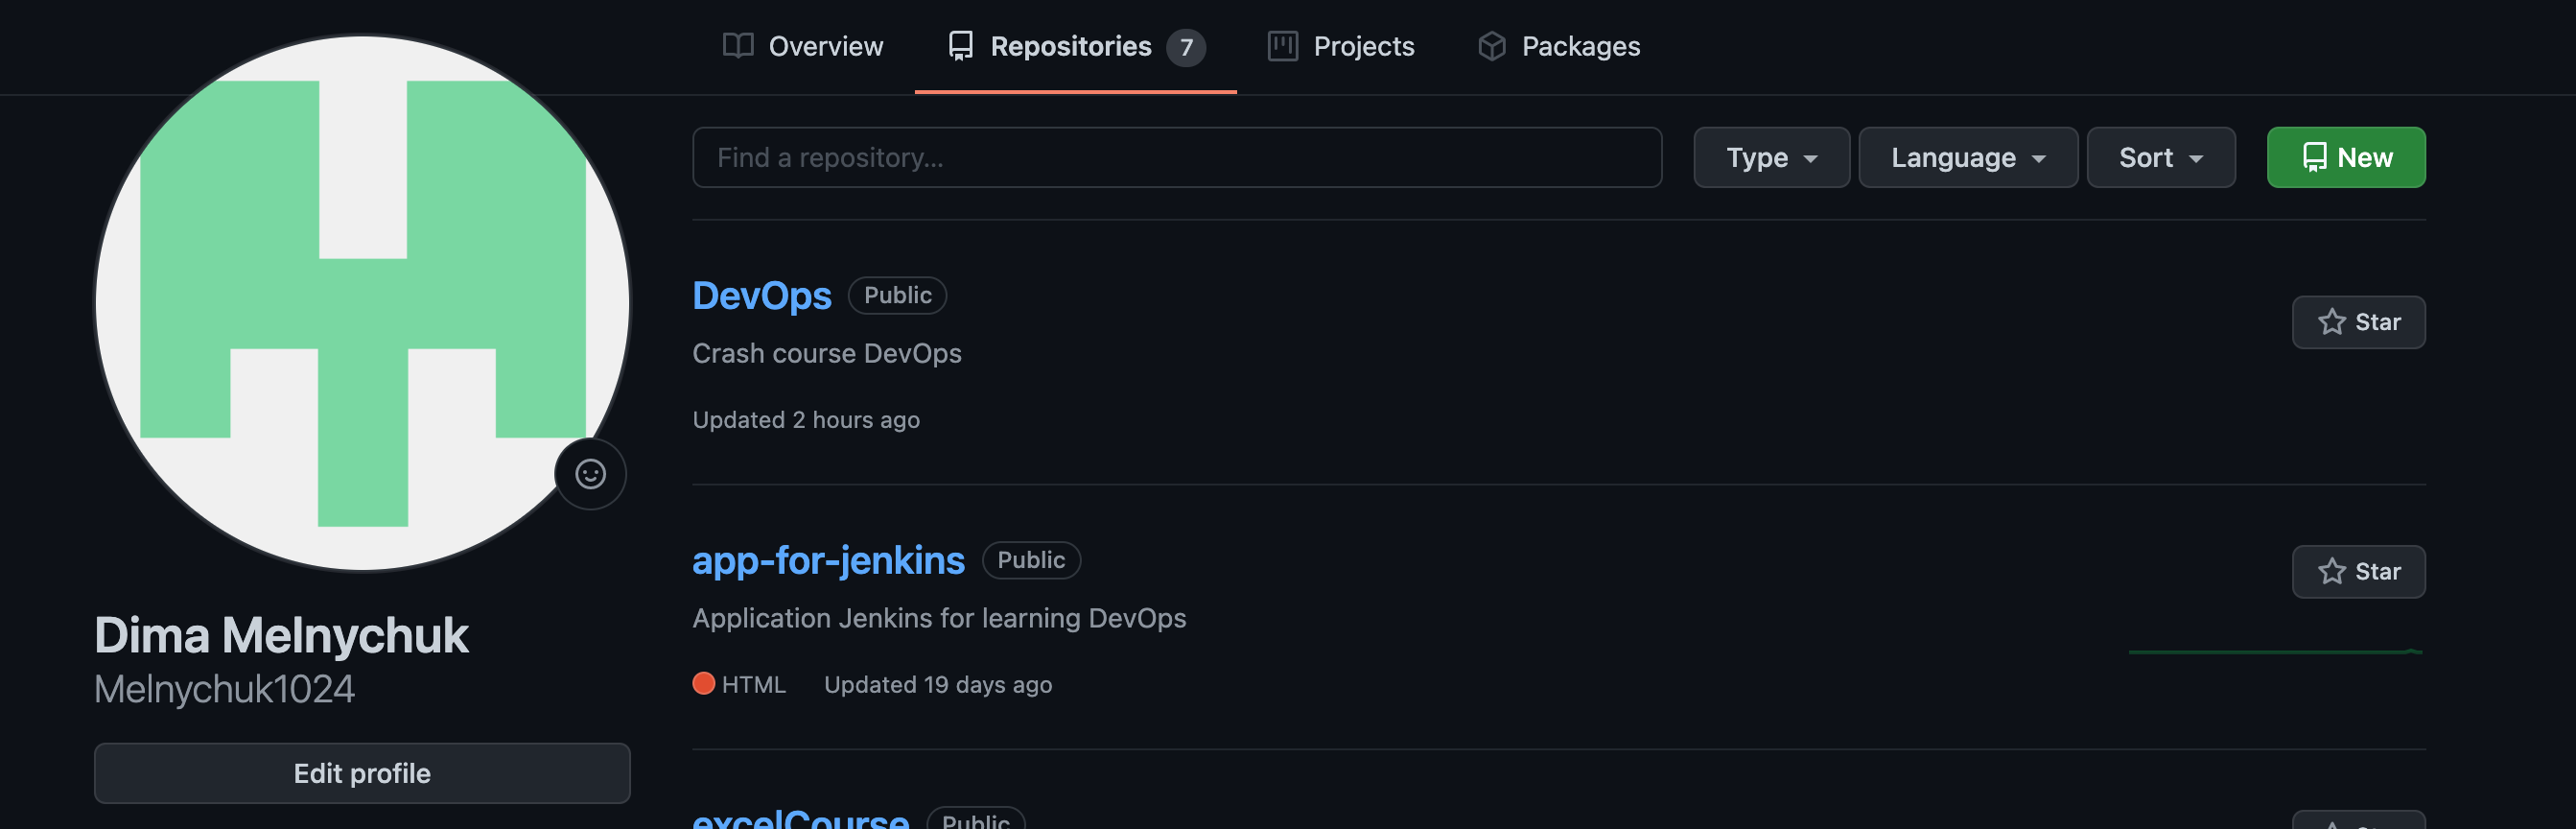 Overview Repositories 7 Projects Packages
Find a repository... Type Language Sort New
DevOps Public
Star
Crash course DevOps
Updated 2 hours ago
app-for-jenkins Public
Star
Application Jenkins for learning DevOps
HTML Updated 19 days ago
excelCourse Public
Dima Melnychuk
Melnychuk1024
Edit profile